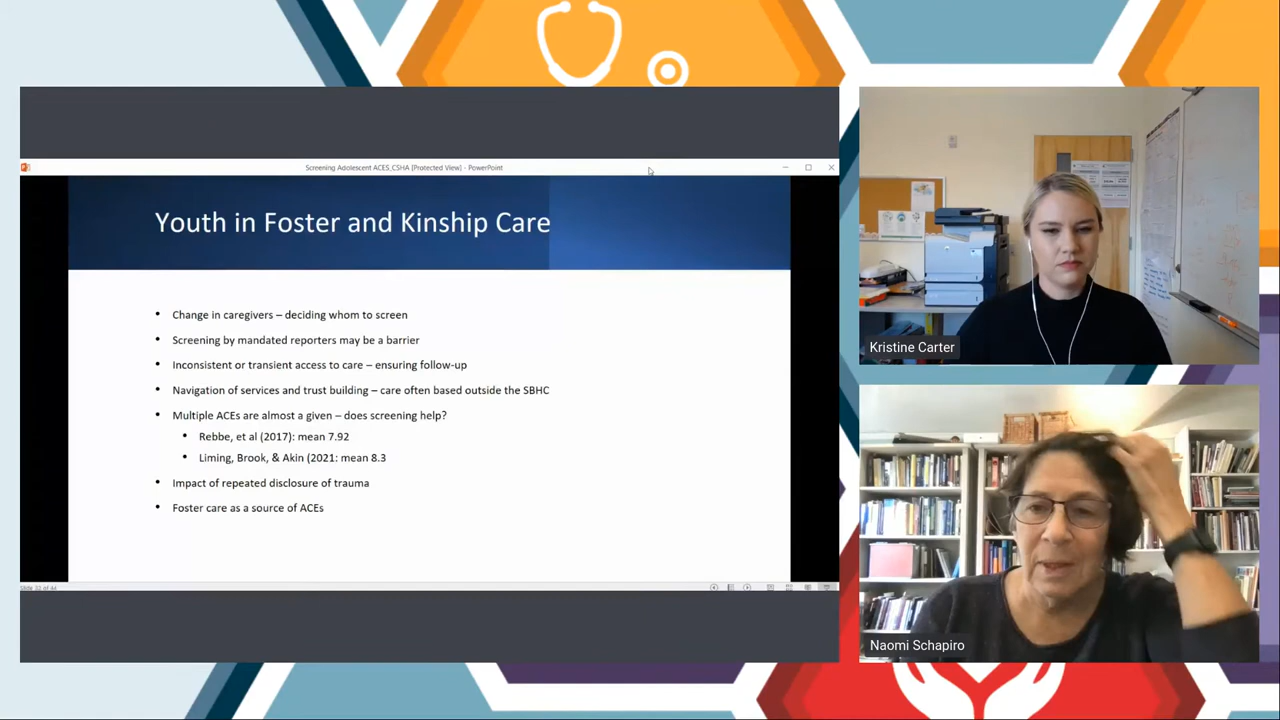 Screening Adolescent ACES_CSHA [Protected View] - PowerPoint
Youth in Foster and Kinship Care
• Change in caregivers – deciding whom to screen
• Screening by mandated reporters may be a barrier
• Inconsistent or transient access to care – ensuring follow-up
• Navigation of services and trust building – care often based outside the SBHC
• Multiple ACEs are almost a given – does screening help?
• Rebbe, et al (2017): mean 7.92
• Liming, Brook, & Akin (2021: mean 8.3
• Impact of repeated disclosure of trauma
• Foster care as a source of ACEs
Slide 32 of 44
Kristine Carter
Naomi Schapiro